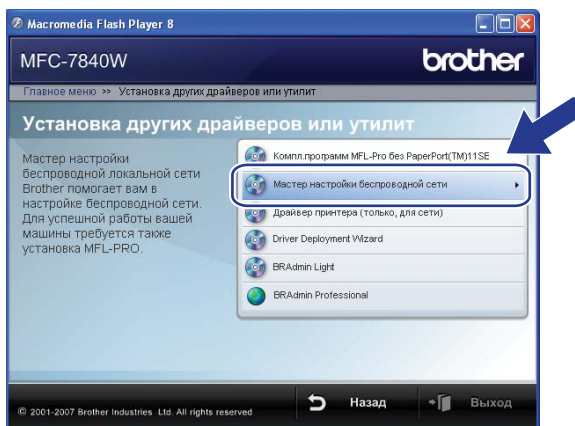 Macromedia Flash Player 8
MFC-7840W
brother
Главное меню >> Установка других драйверов или утилит
Установка других драйверов или утилит
Мастер настройки
беспроводной локальной сети
Brother помогает вам в
настройке беспроводной сети.
Для успешной работы вашей
машины требуется также
установка MFL-PRO.
Компл.программ MFL-Pro без PaperPort(TM)11SE
Мастер настройки беспроводной сети
Драйвер принтера (только, для сети)
Driver Deployment Wizard
BRAdmin Light
BRAdmin Professional
© 2001-2007 Brother Industries Ltd. All rights reserved
Назад
Выход